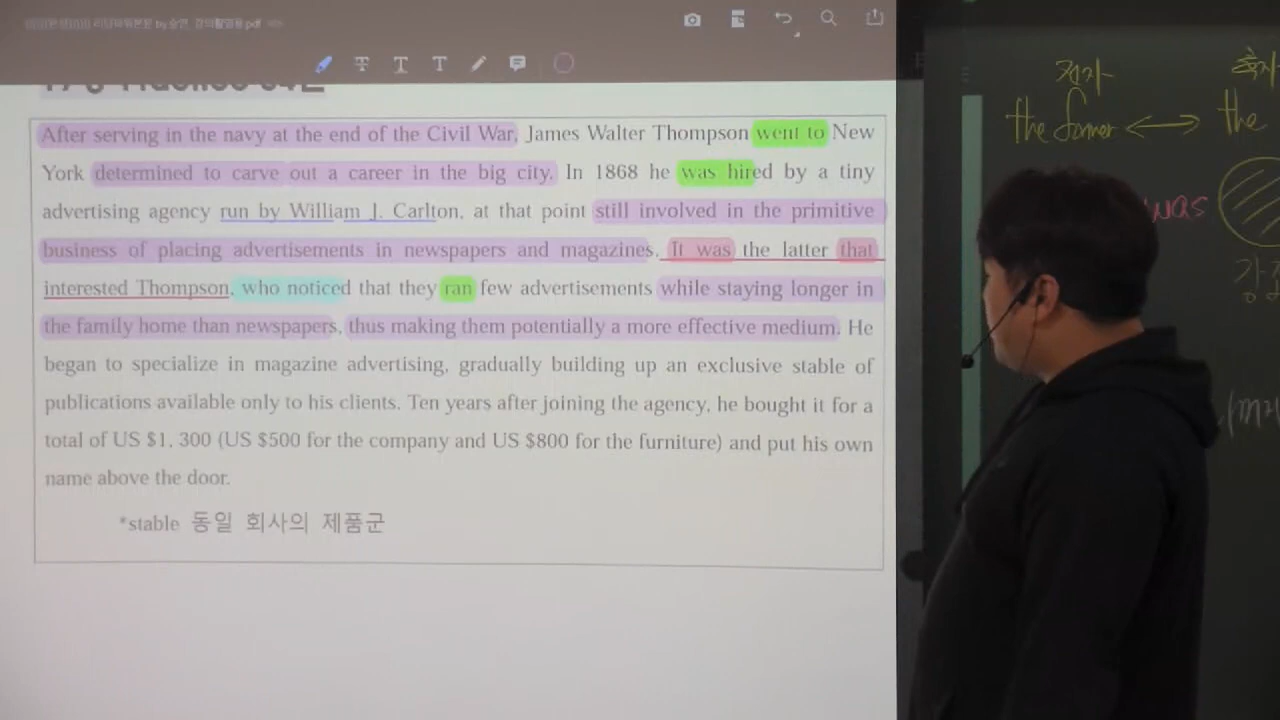 After serving in the navy at the end of the Civil War, James Walter Thompson went to New
York determined to carve out a career in the big city. In 1868 he was hired by a tiny
advertising agency run by William J. Carlton, at that point still involved in the primitive
business of placing advertisements in newspapers and magazines. It was the latter that
interested Thompson, who noticed that they ran few advertisements while staying longer in
the family home than newspapers, thus making them potentially a more effective medium. He
began to specialize in magazine advertising, gradually building up an exclusive stable of
publications available only to his clients. Ten years after joining the agency, he bought it for a
total of US $1, 300 (US $500 for the company and US $800 for the furniture) and put his own
name above the door.
*stable 동일 회사의 제품군
전자
the former ↔ the
was